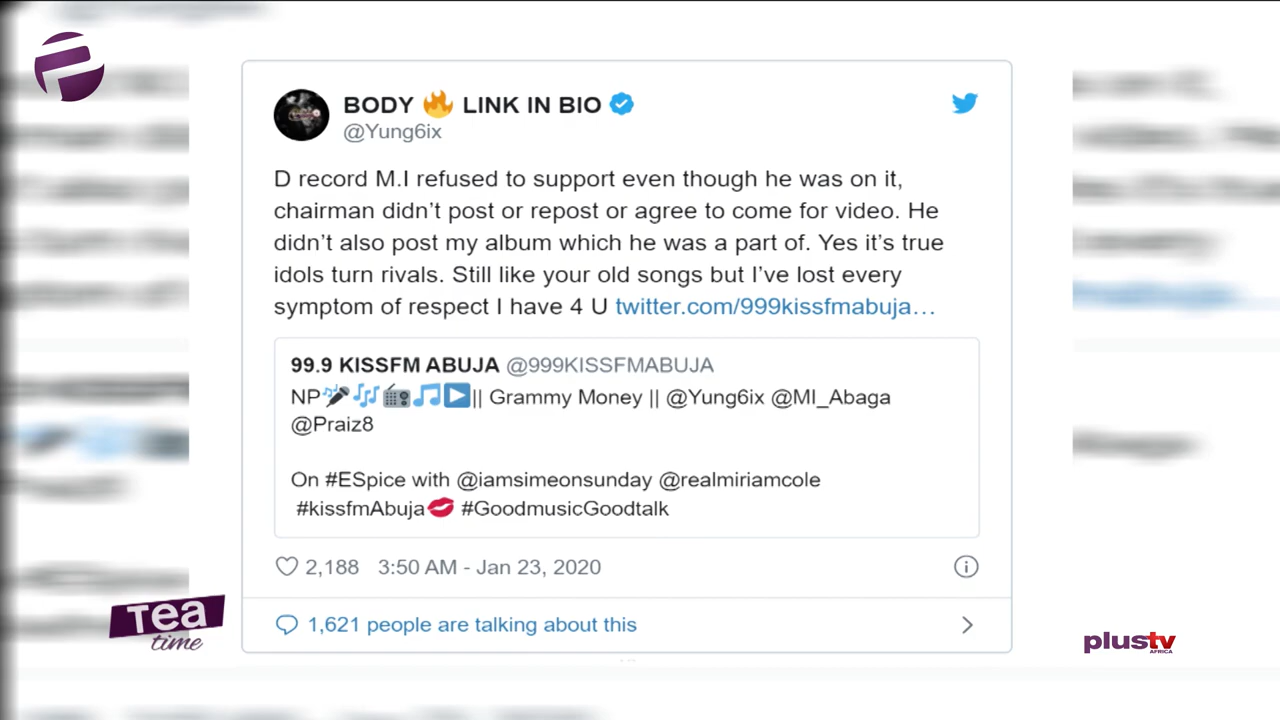 BODY 🔥 LINK IN BIO
@Yung6ix
D record M.I refused to support even though he was on it,
chairman didn’t post or repost or agree to come for video. He
didn’t also post my album which he was a part of. Yes it’s true
idols turn rivals. Still like your old songs but I’ve lost every
symptom of respect I have 4 U twitter.com/999kissfmabuja…
99.9 KISSFM ABUJA @999KISSFMABUJA
NP🎤🎶📻🎵▶️|| Grammy Money || @Yung6ix @MI_Abaga
@Praiz8
On #ESpice with @iamsimeonsunday @realmiriamcole
#kissfmAbuja💋 #GoodmusicGoodtalk
2,188 3:50 AM - Jan 23, 2020
1,621 people are talking about this
Tea
time
plustv
AFRICA